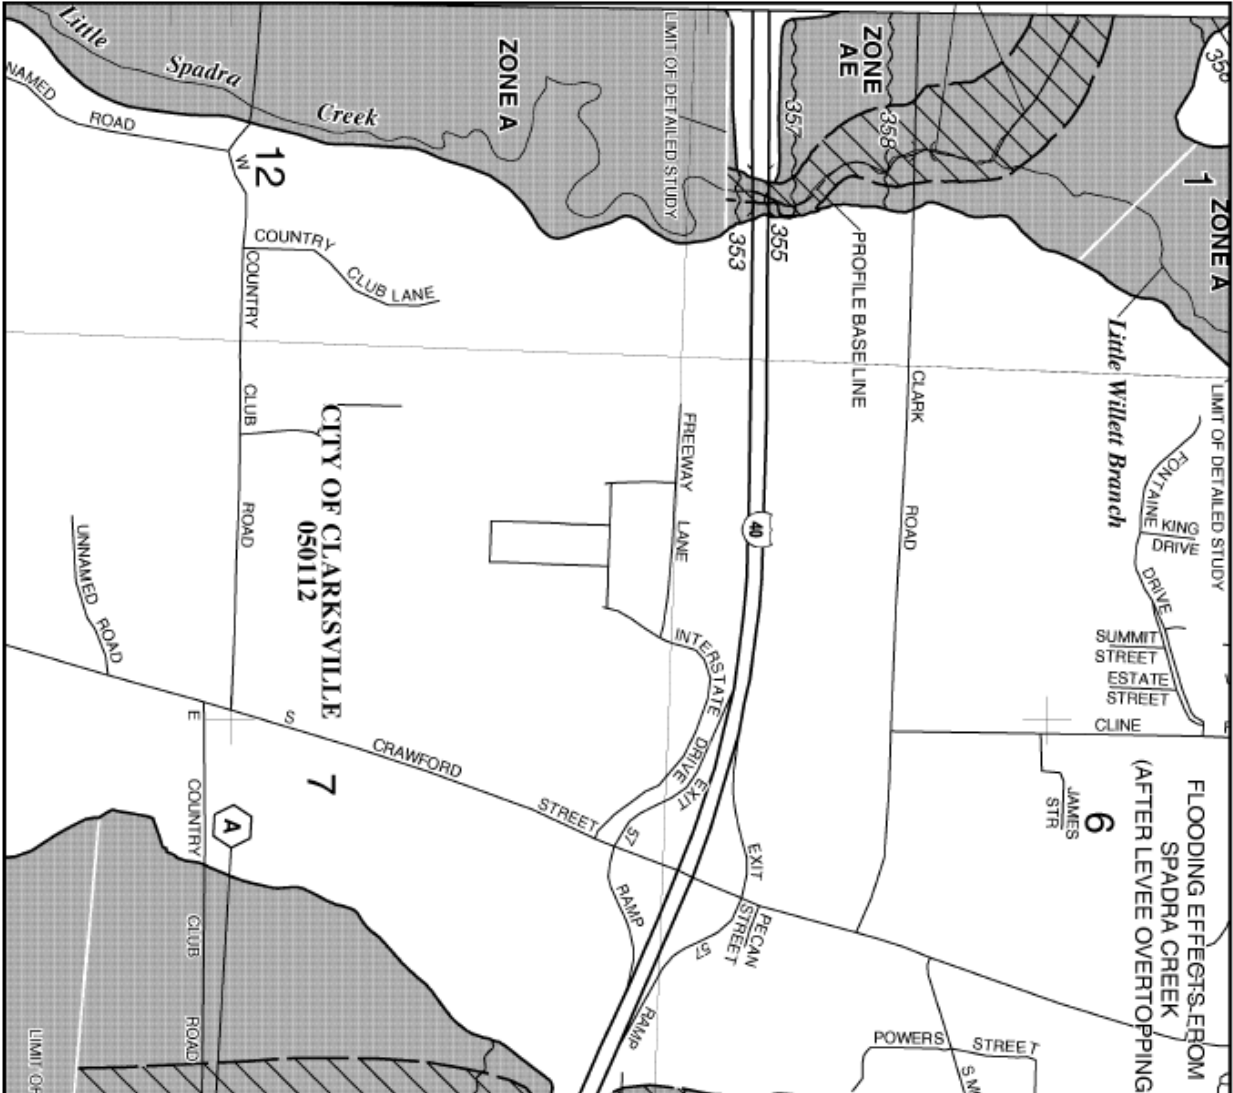 Little
Spadra
Creek
NAMED
ROAD
ZONE A
LIMIT OF DETAILED STUDY
ZONE
AE
357
358
356
1
ZONE A
12
W
COUNTRY
CLUB
ROAD
COUNTRY
CLUB LANE
353
355
PROFILE BASE LINE
Little Willett Branch
LIMIT OF DETAILED STUDY
CLARK
ROAD
FREEWAY
LANE
40
FONTAINE
DRIVE
KING
DRIVE
SUMMIT
STREET
ESTATE
STREET
CLINE
CITY OF CLARKSVILLE
050112
UNNAMED
ROAD
INTERSTATE
DRIVE
EXIT
57
RAMP
S
CRAWFORD
STREET
7
E
COUNTRY
CLUB
ROAD
A
EXIT
57
RAMP
PECAN
STREET
JAMES
STR
6
FLOODING EFFECTS FROM
SPADRA CREEK
(AFTER LEVEE OVERTOPPING
POWERS
STREET
S M
LIMIT OF